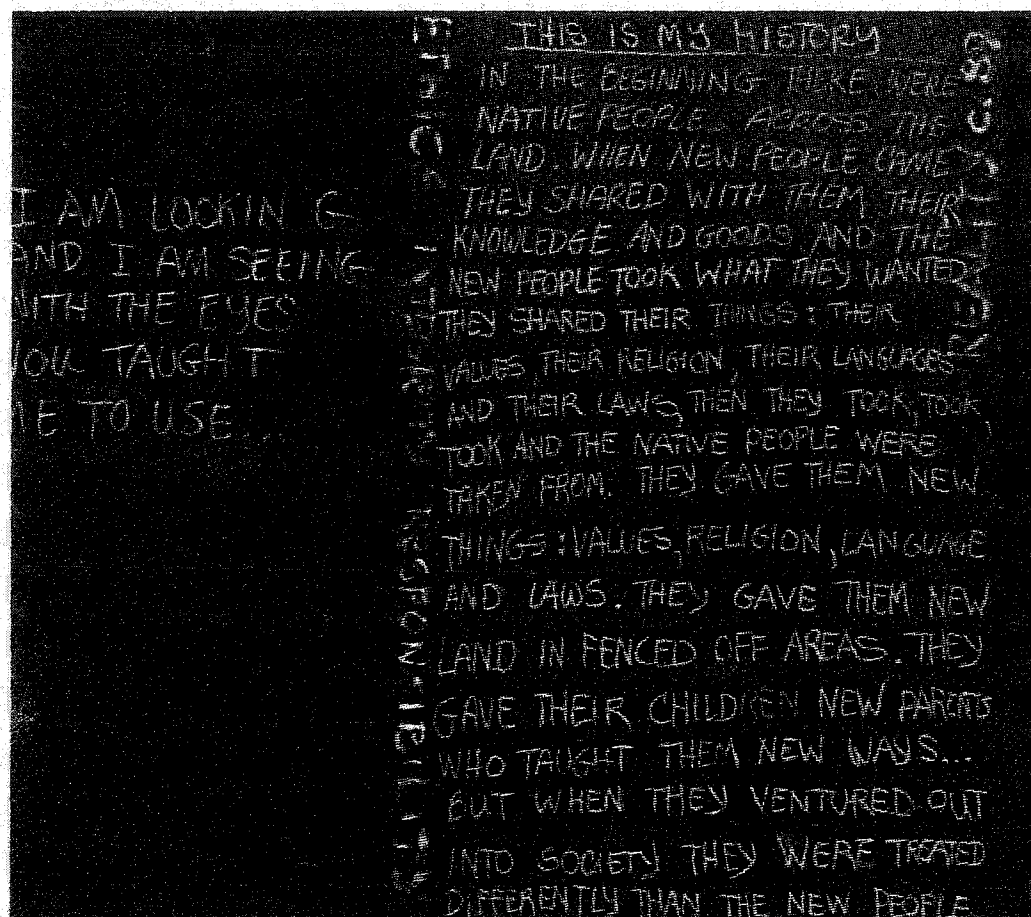 I AM LOOKIN G
AND I AM SEEING
WITH THE EYES
YOU TAUGHT
ME TO USE...
THIS IS MY HISTORY
IN THE BEGINNING THERE WERE
NATIVE PEOPLE ACROSS THE
LAND. WHEN NEW PEOPLE CAME
THEY SHARED WITH THEM THEIR
KNOWLEDGE AND GOODS AND THE
NEW PEOPLE TOOK WHAT THEY WANTED
THEY SHARED THEIR THINGS: THEIR
VALUES, THEIR RELIGION, THEIR LANGUAGES
AND THEIR LAWS, THEN THEY TOOK, TOOK,
TOOK AND THE NATIVE PEOPLE WERE
TAKEN FROM. THEY GAVE THEM NEW
THINGS: VALUES, RELIGION, LANGUAGE
AND LAWS. THEY GAVE THEM NEW
LAND IN FENCED OFF AREAS. THEY
GAVE THEIR CHILDREN NEW PARENTS
WHO TAUGHT THEM NEW WAYS...
BUT WHEN THEY VENTURED OUT
INTO SOCIETY THEY WERE TREATED
DIFFERENTLY THAN THE NEW PEOPLE